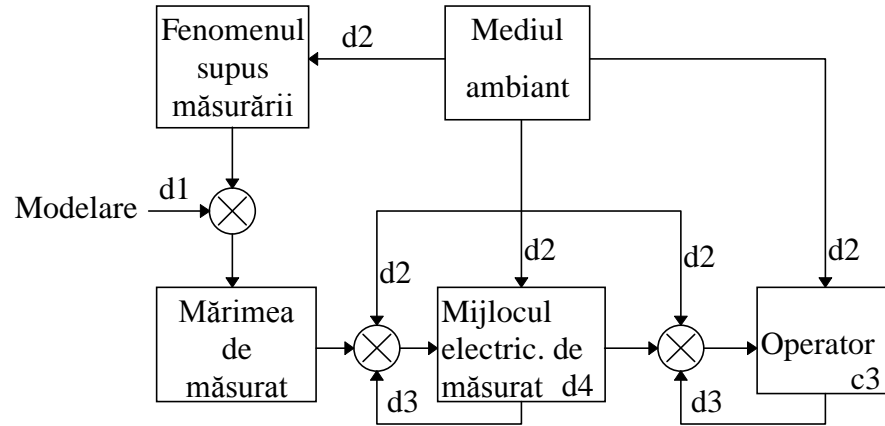 Fenomenul
supus
măsurării
d2
Mediul
ambiant
Modelare
d1
d2
d2
d2
d2
Mărimea
de
măsurat
Mijlocul
electric. de
măsurat d4
Operator
c3
d3
d3